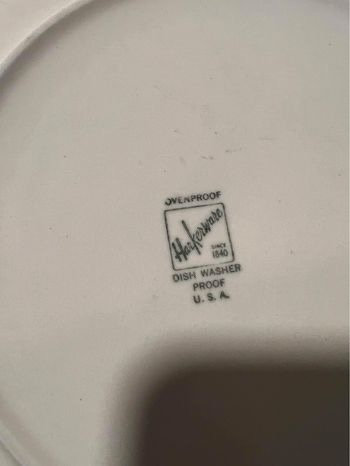 OVENPROOF
Harkerware
SINCE
1840
DISH WASHER
PROOF
U. S. A.